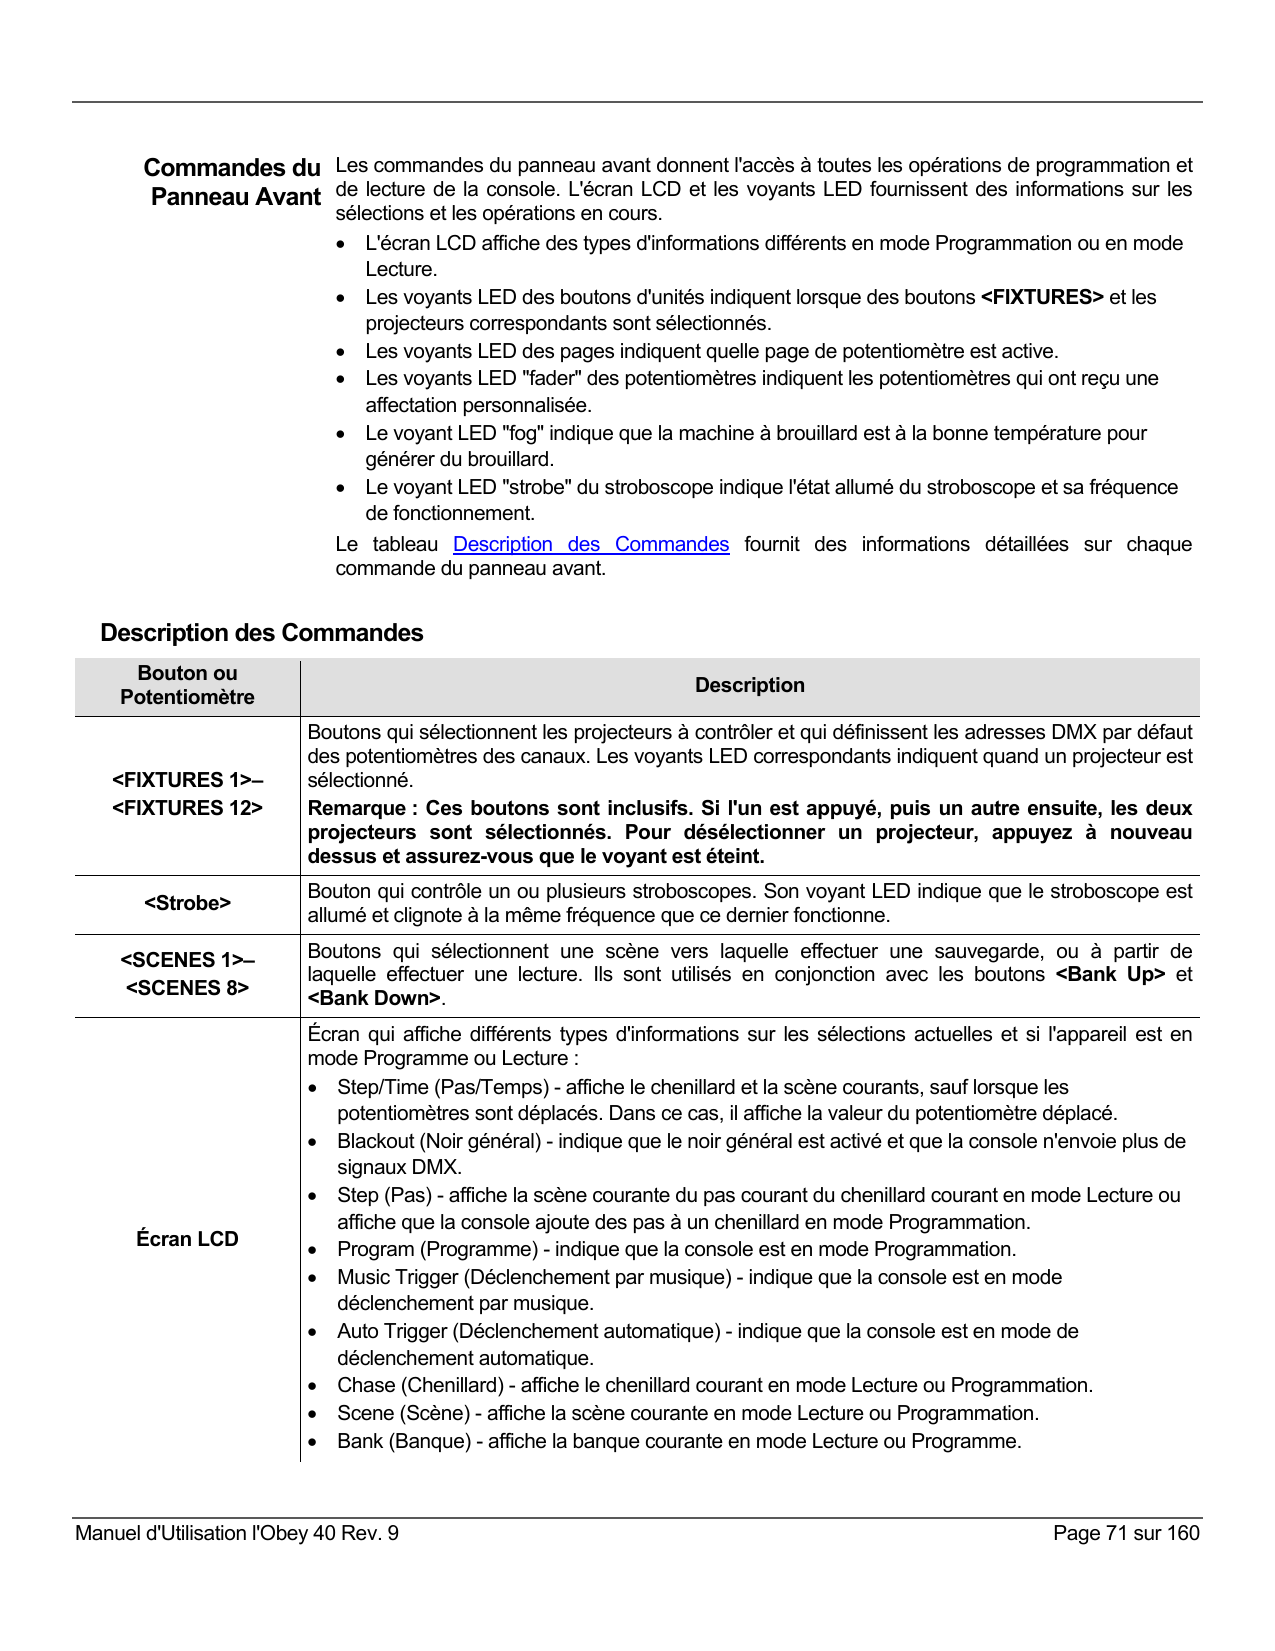 Commandes du
Panneau Avant
Les commandes du panneau avant donnent l'accès à toutes les opérations de programmation et
de lecture de la console. L'écran LCD et les voyants LED fournissent des informations sur les
sélections et les opérations en cours.
• L'écran LCD affiche des types d'informations différents en mode Programmation ou en mode
Lecture.
• Les voyants LED des boutons d'unités indiquent lorsque des boutons <FIXTURES> et les
projecteurs correspondants sont sélectionnés.
• Les voyants LED des pages indiquent quelle page de potentiomètre est active.
• Les voyants LED "fader" des potentiomètres indiquent les potentiomètres qui ont reçu une
affectation personnalisée.
• Le voyant LED "fog" indique que la machine à brouillard est à la bonne température pour
générer du brouillard.
• Le voyant LED "strobe" du stroboscope indique l'état allumé du stroboscope et sa fréquence
de fonctionnement.
Le tableau Description des Commandes fournit des informations détaillées sur chaque
commande du panneau avant.
Description des Commandes
Bouton ou
Potentiomètre
Description
<FIXTURES 1>–
<FIXTURES 12>
Boutons qui sélectionnent les projecteurs à contrôler et qui définissent les adresses DMX par défaut
des potentiomètres des canaux. Les voyants LED correspondants indiquent quand un projecteur est
sélectionné.
Remarque : Ces boutons sont inclusifs. Si l'un est appuyé, puis un autre ensuite, les deux
projecteurs sont sélectionnés. Pour désélectionner un projecteur, appuyez à nouveau
dessus et assurez-vous que le voyant est éteint.
<Strobe>
Bouton qui contrôle un ou plusieurs stroboscopes. Son voyant LED indique que le stroboscope est
allumé et clignote à la même fréquence que ce dernier fonctionne.
<SCENES 1>–
<SCENES 8>
Boutons qui sélectionnent une scène vers laquelle effectuer une sauvegarde, ou à partir de
laquelle effectuer une lecture. Ils sont utilisés en conjonction avec les boutons <Bank Up> et
<Bank Down>.
Écran LCD
Écran qui affiche différents types d'informations sur les sélections actuelles et si l'appareil est en
mode Programme ou Lecture :
• Step/Time (Pas/Temps) - affiche le chenillard et la scène courants, sauf lorsque les
potentiomètres sont déplacés. Dans ce cas, il affiche la valeur du potentiomètre déplacé.
• Blackout (Noir général) - indique que le noir général est activé et que la console n'envoie plus de
signaux DMX.
• Step (Pas) - affiche la scène courante du pas courant du chenillard courant en mode Lecture ou
affiche que la console ajoute des pas à un chenillard en mode Programmation.
• Program (Programme) - indique que la console est en mode Programmation.
• Music Trigger (Déclenchement par musique) - indique que la console est en mode
déclenchement par musique.
• Auto Trigger (Déclenchement automatique) - indique que la console est en mode de
déclenchement automatique.
• Chase (Chenillard) - affiche le chenillard courant en mode Lecture ou Programmation.
• Scene (Scène) - affiche la scène courante en mode Lecture ou Programmation.
• Bank (Banque) - affiche la banque courante en mode Lecture ou Programme.
Manuel d'Utilisation l'Obey 40 Rev. 9
Page 71 sur 160